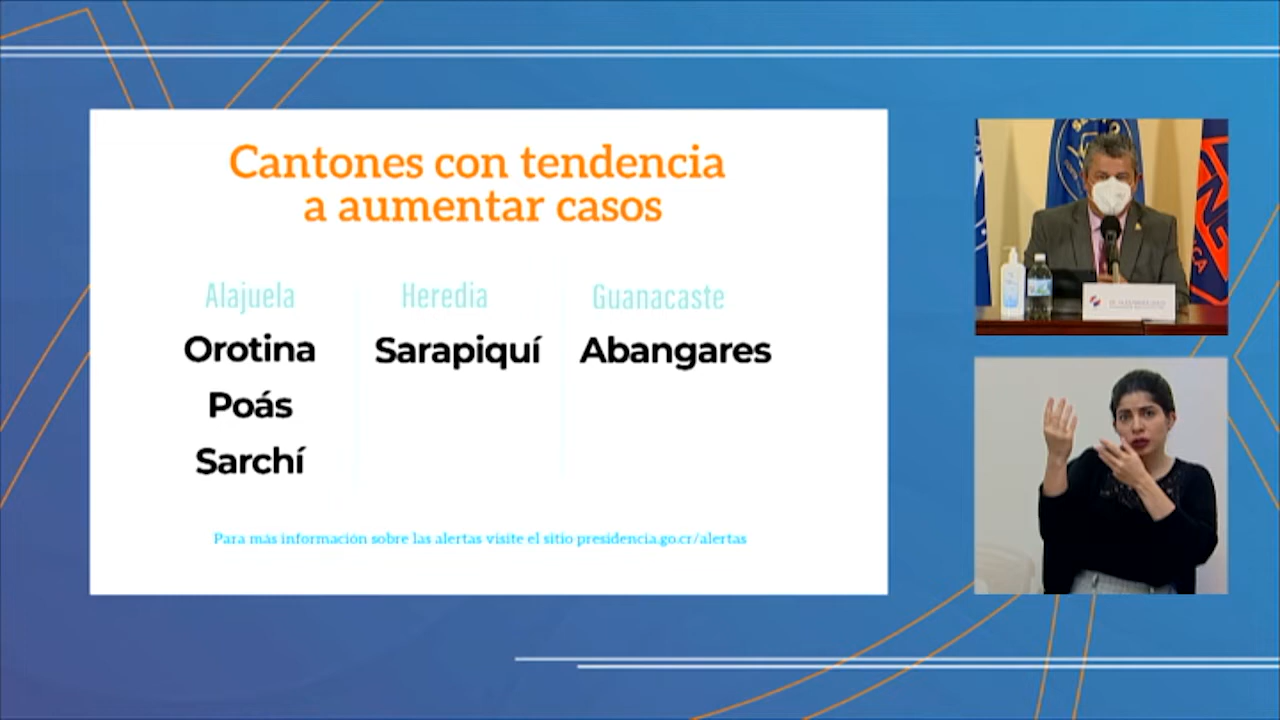 Cantones con tendencia
a aumentar casos
Alajuela
Heredia
Guanacaste
Orotina
Sarapiquí
Abangares
Poás
Sarchí
Para más información sobre las alertas visite el sitio presidencia.go.cr/alertas